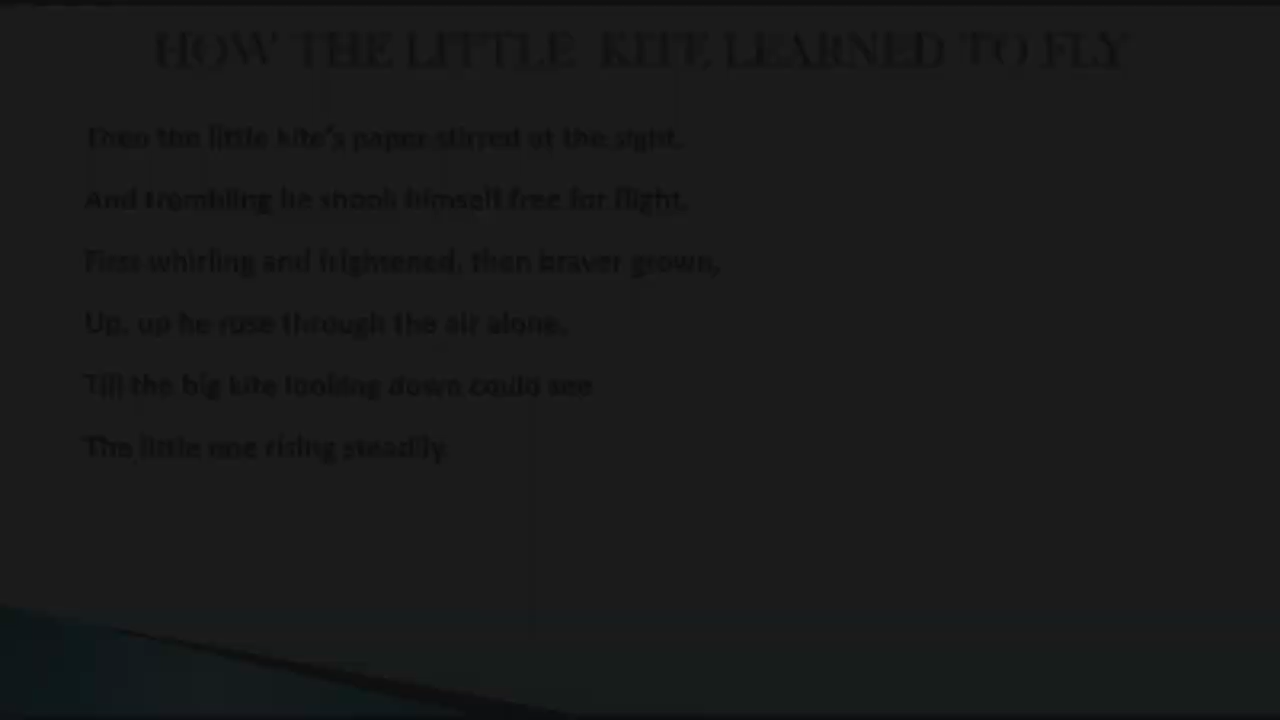 HOW THE LITTLE KITE LEARNED TO FLY
Then the little kite's paper stirred at the sight,
And trembling he shook himself free for flight,
First whirling and frightened, then braver grown,
Up, up he rose through the air alone,
Till the big kite looking down could see
The little one rising steadily